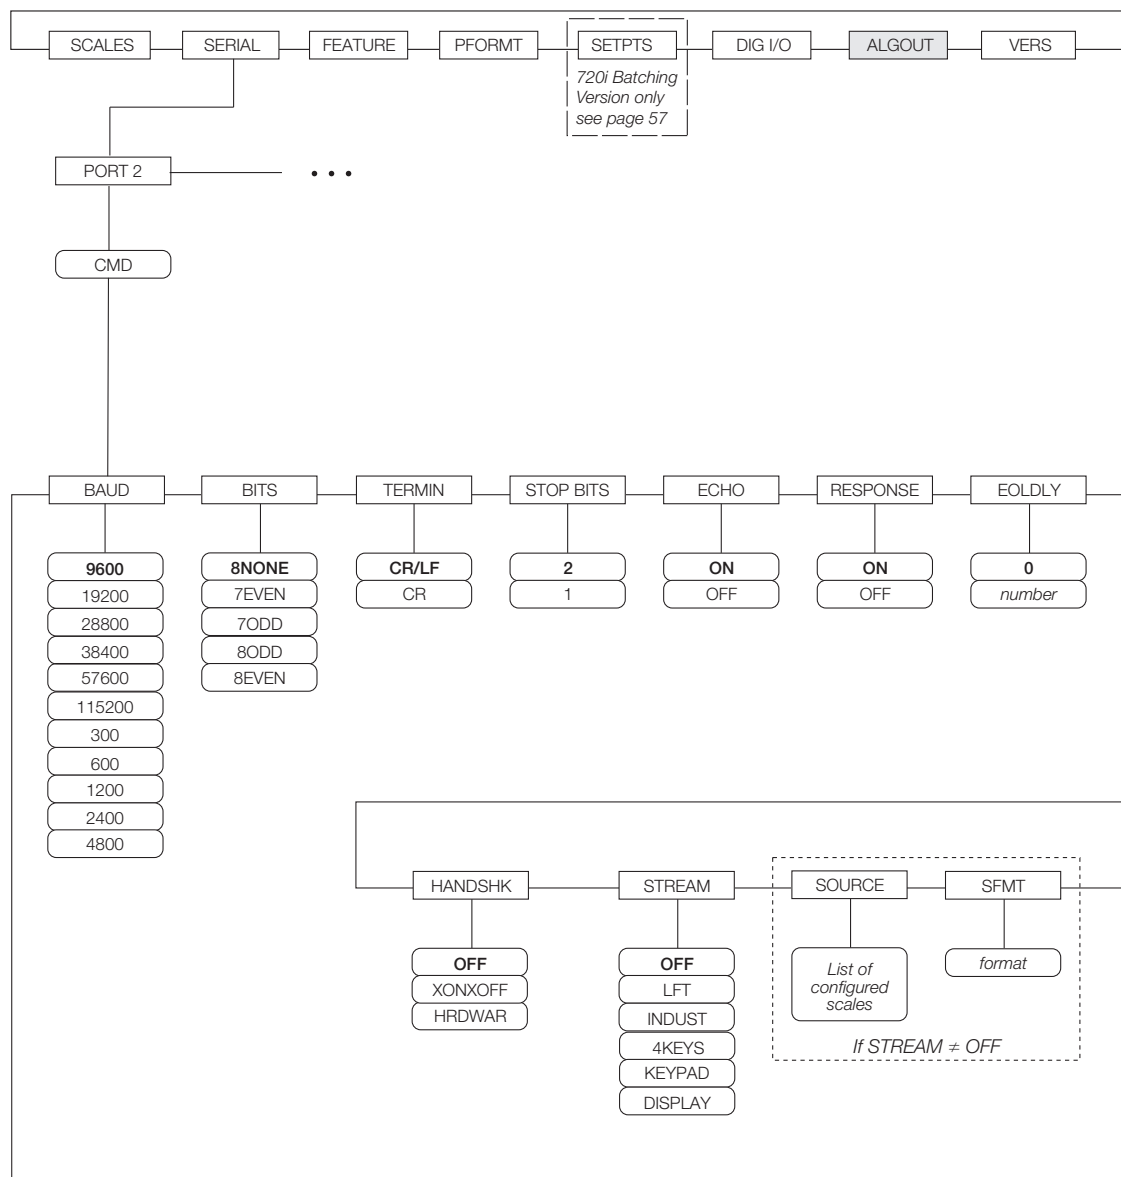 SCALES
SERIAL
FEATURE
PFORMT
SETPTS
DIG I/O
ALGOUT
VERS
720i Batching
Version only
see page 57
PORT 2
• • •
CMD
BAUD
BITS
TERMIN
STOP BITS
ECHO
RESPONSE
EOLDLY
9600
19200
28800
38400
57600
115200
300
600
1200
2400
4800
8NONE
7EVEN
7ODD
8ODD
8EVEN
CR/LF
CR
2
1
ON
OFF
ON
OFF
0
number
HANDSHK
STREAM
SOURCE
SFMT
OFF
XONXOFF
HRDWAR
OFF
LFT
INDUST
4KEYS
KEYPAD
DISPLAY
List of
configured
scales
format
If STREAM ≠ OFF